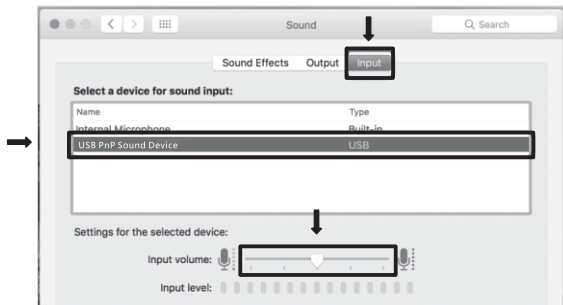 Sound
Search
Sound Effects Output Input
Select a device for sound input:
Name Type
Internal Microphone Built-in
USB PnP Sound Device USB
Settings for the selected device:
Input volume:
Input level: